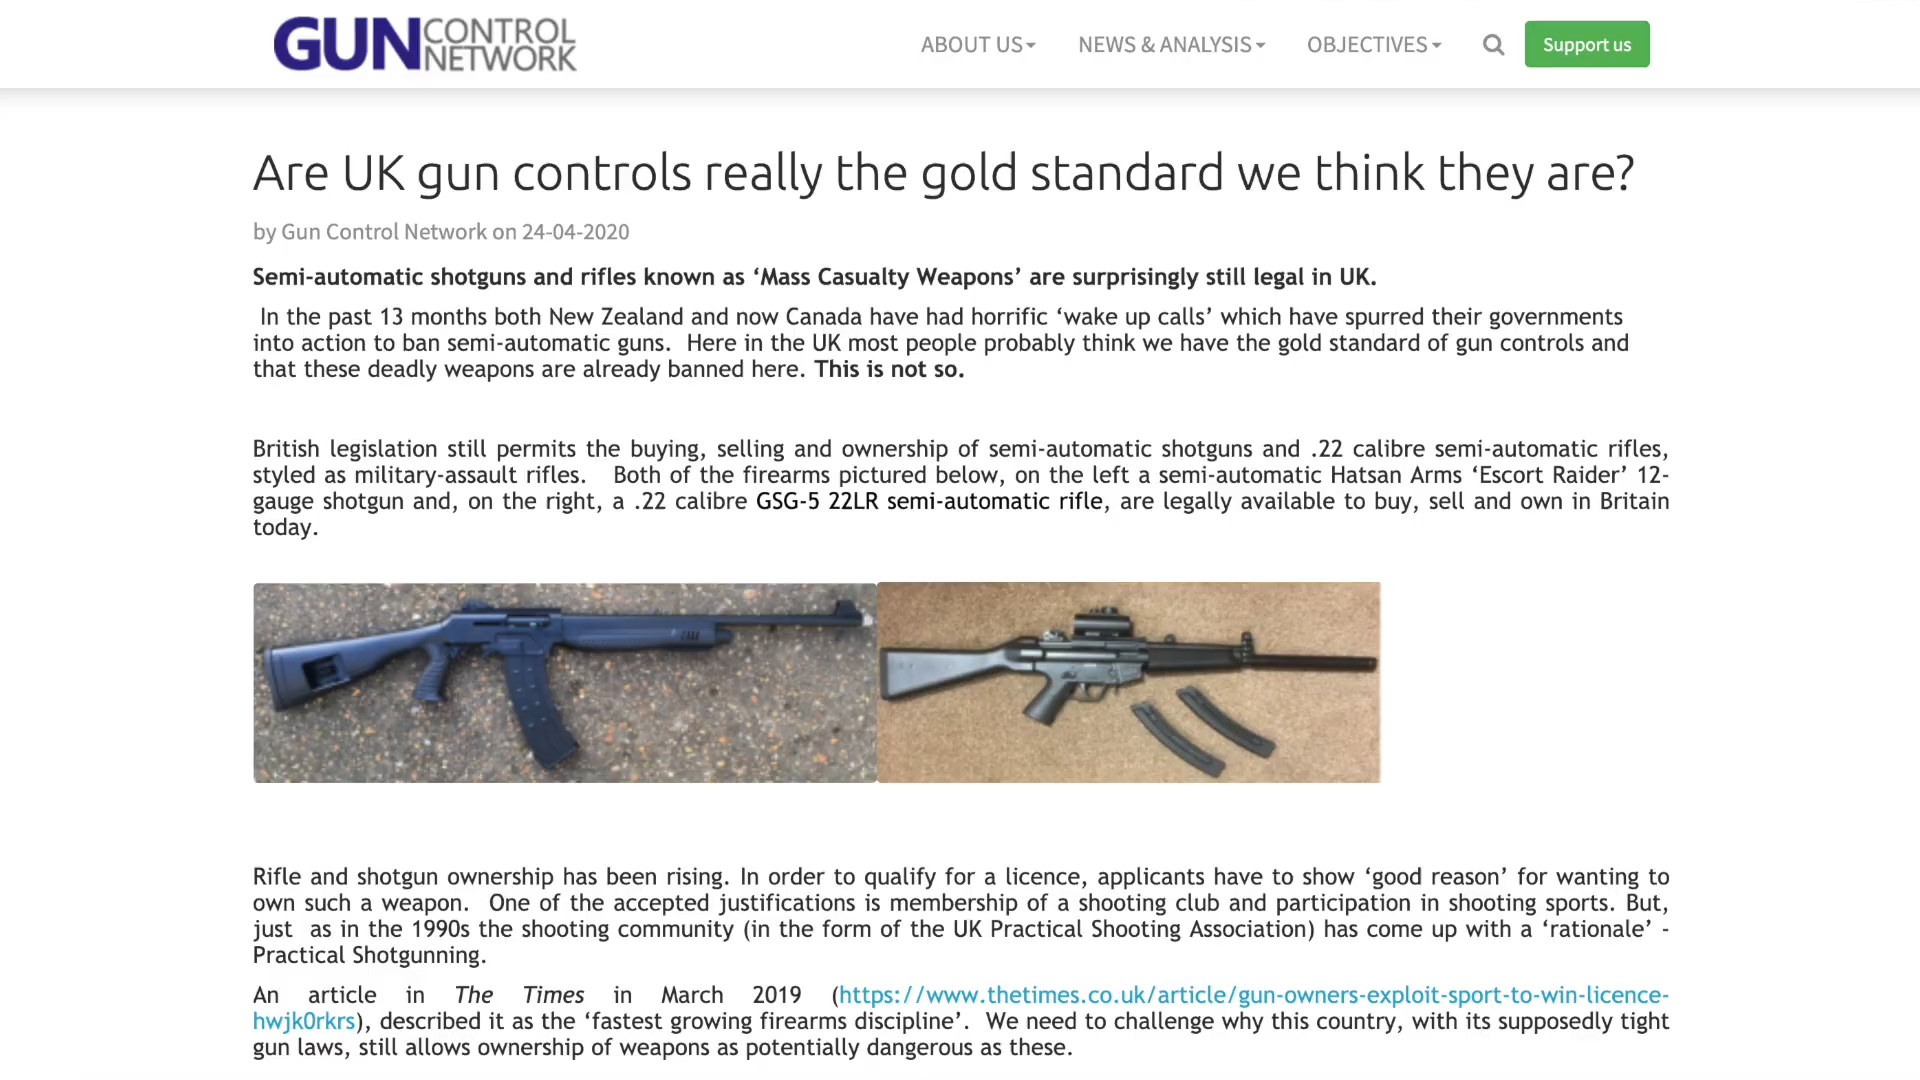 GUN CONTROL NETWORK
ABOUT US
NEWS & ANALYSIS
OBJECTIVES
Support us
Are UK gun controls really the gold standard we think they are?
by Gun Control Network on 24-04-2020
Semi-automatic shotguns and rifles known as ‘Mass Casualty Weapons’ are surprisingly still legal in UK.
In the past 13 months both New Zealand and now Canada have had horrific ‘wake up calls’ which have spurred their governments
into action to ban semi-automatic guns. Here in the UK most people probably think we have the gold standard of gun controls and
that these deadly weapons are already banned here. This is not so.
British legislation still permits the buying, selling and ownership of semi-automatic shotguns and .22 calibre semi-automatic rifles,
styled as military-assault rifles. Both of the firearms pictured below, on the left a semi-automatic Hatsan Arms ‘Escort Raider’ 12-
gauge shotgun and, on the right, a .22 calibre GSG-5 22LR semi-automatic rifle, are legally available to buy, sell and own in Britain
today.
Rifle and shotgun ownership has been rising. In order to qualify for a licence, applicants have to show ‘good reason’ for wanting to
own such a weapon. One of the accepted justifications is membership of a shooting club and participation in shooting sports. But,
just as in the 1990s the shooting community (in the form of the UK Practical Shooting Association) has come up with a ‘rationale’ -
Practical Shotgunning.
An article in The Times in March 2019 (https://www.thetimes.co.uk/article/gun-owners-exploit-sport-to-win-licence-
hwjk0rkrs), described it as the ‘fastest growing firearms discipline’. We need to challenge why this country, with its supposedly tight
gun laws, still allows ownership of weapons as potentially dangerous as these.